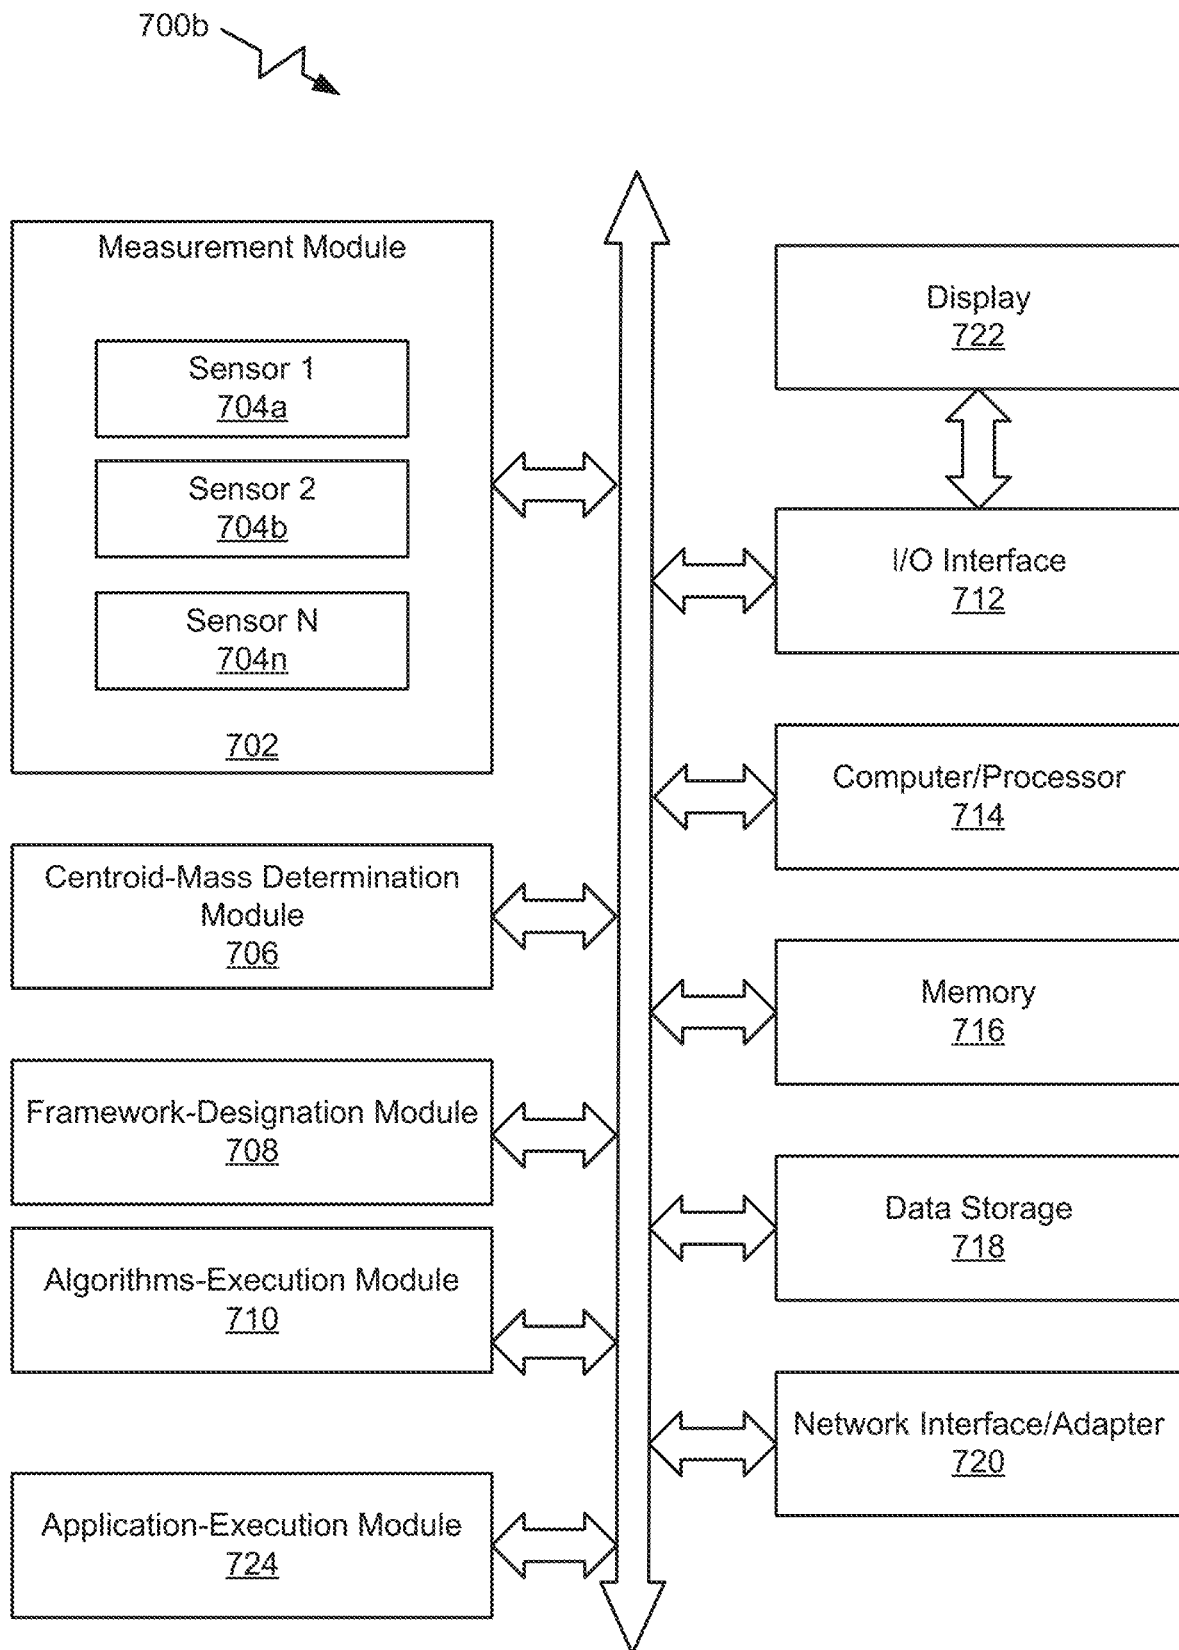 700b
Measurement Module
Sensor 1
704a
Sensor 2
704b
Sensor N
704n
702
Centroid-Mass Determination
Module
706
Framework-Designation Module
708
Algorithms-Execution Module
710
Application-Execution Module
724
Display
722
I/O Interface
712
Computer/Processor
714
Memory
716
Data Storage
718
Network Interface/Adapter
720